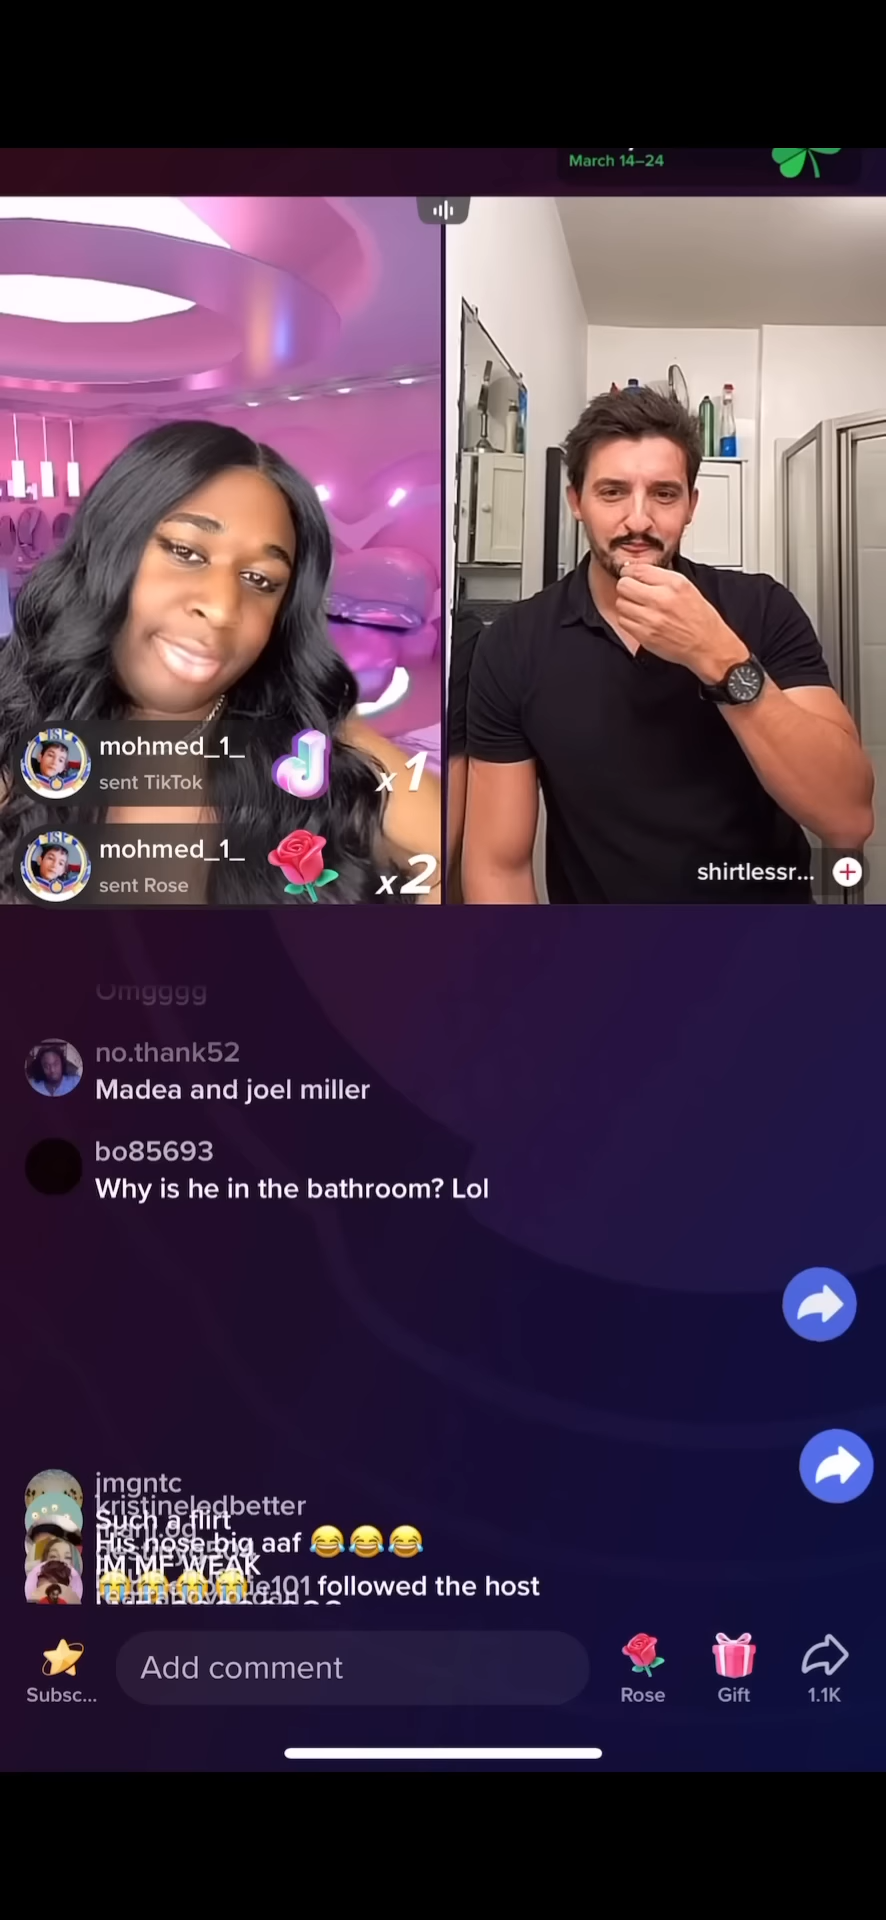 March 14–24
mohmed_1_
sent TikTok
x1
mohmed_1_
sent Rose
x2
shirtlessr...
Omgggg
no.thank52
Madea and joel miller
bo85693
Why is he in the bathroom? Lol
jmgntc
kristineledbetter
Such a flirt
His nose big aaf 😂😂😂
IM MF WEAK
😭😭😭😭
followed the host
Subsc...
Add comment
Rose
Gift
1.1K